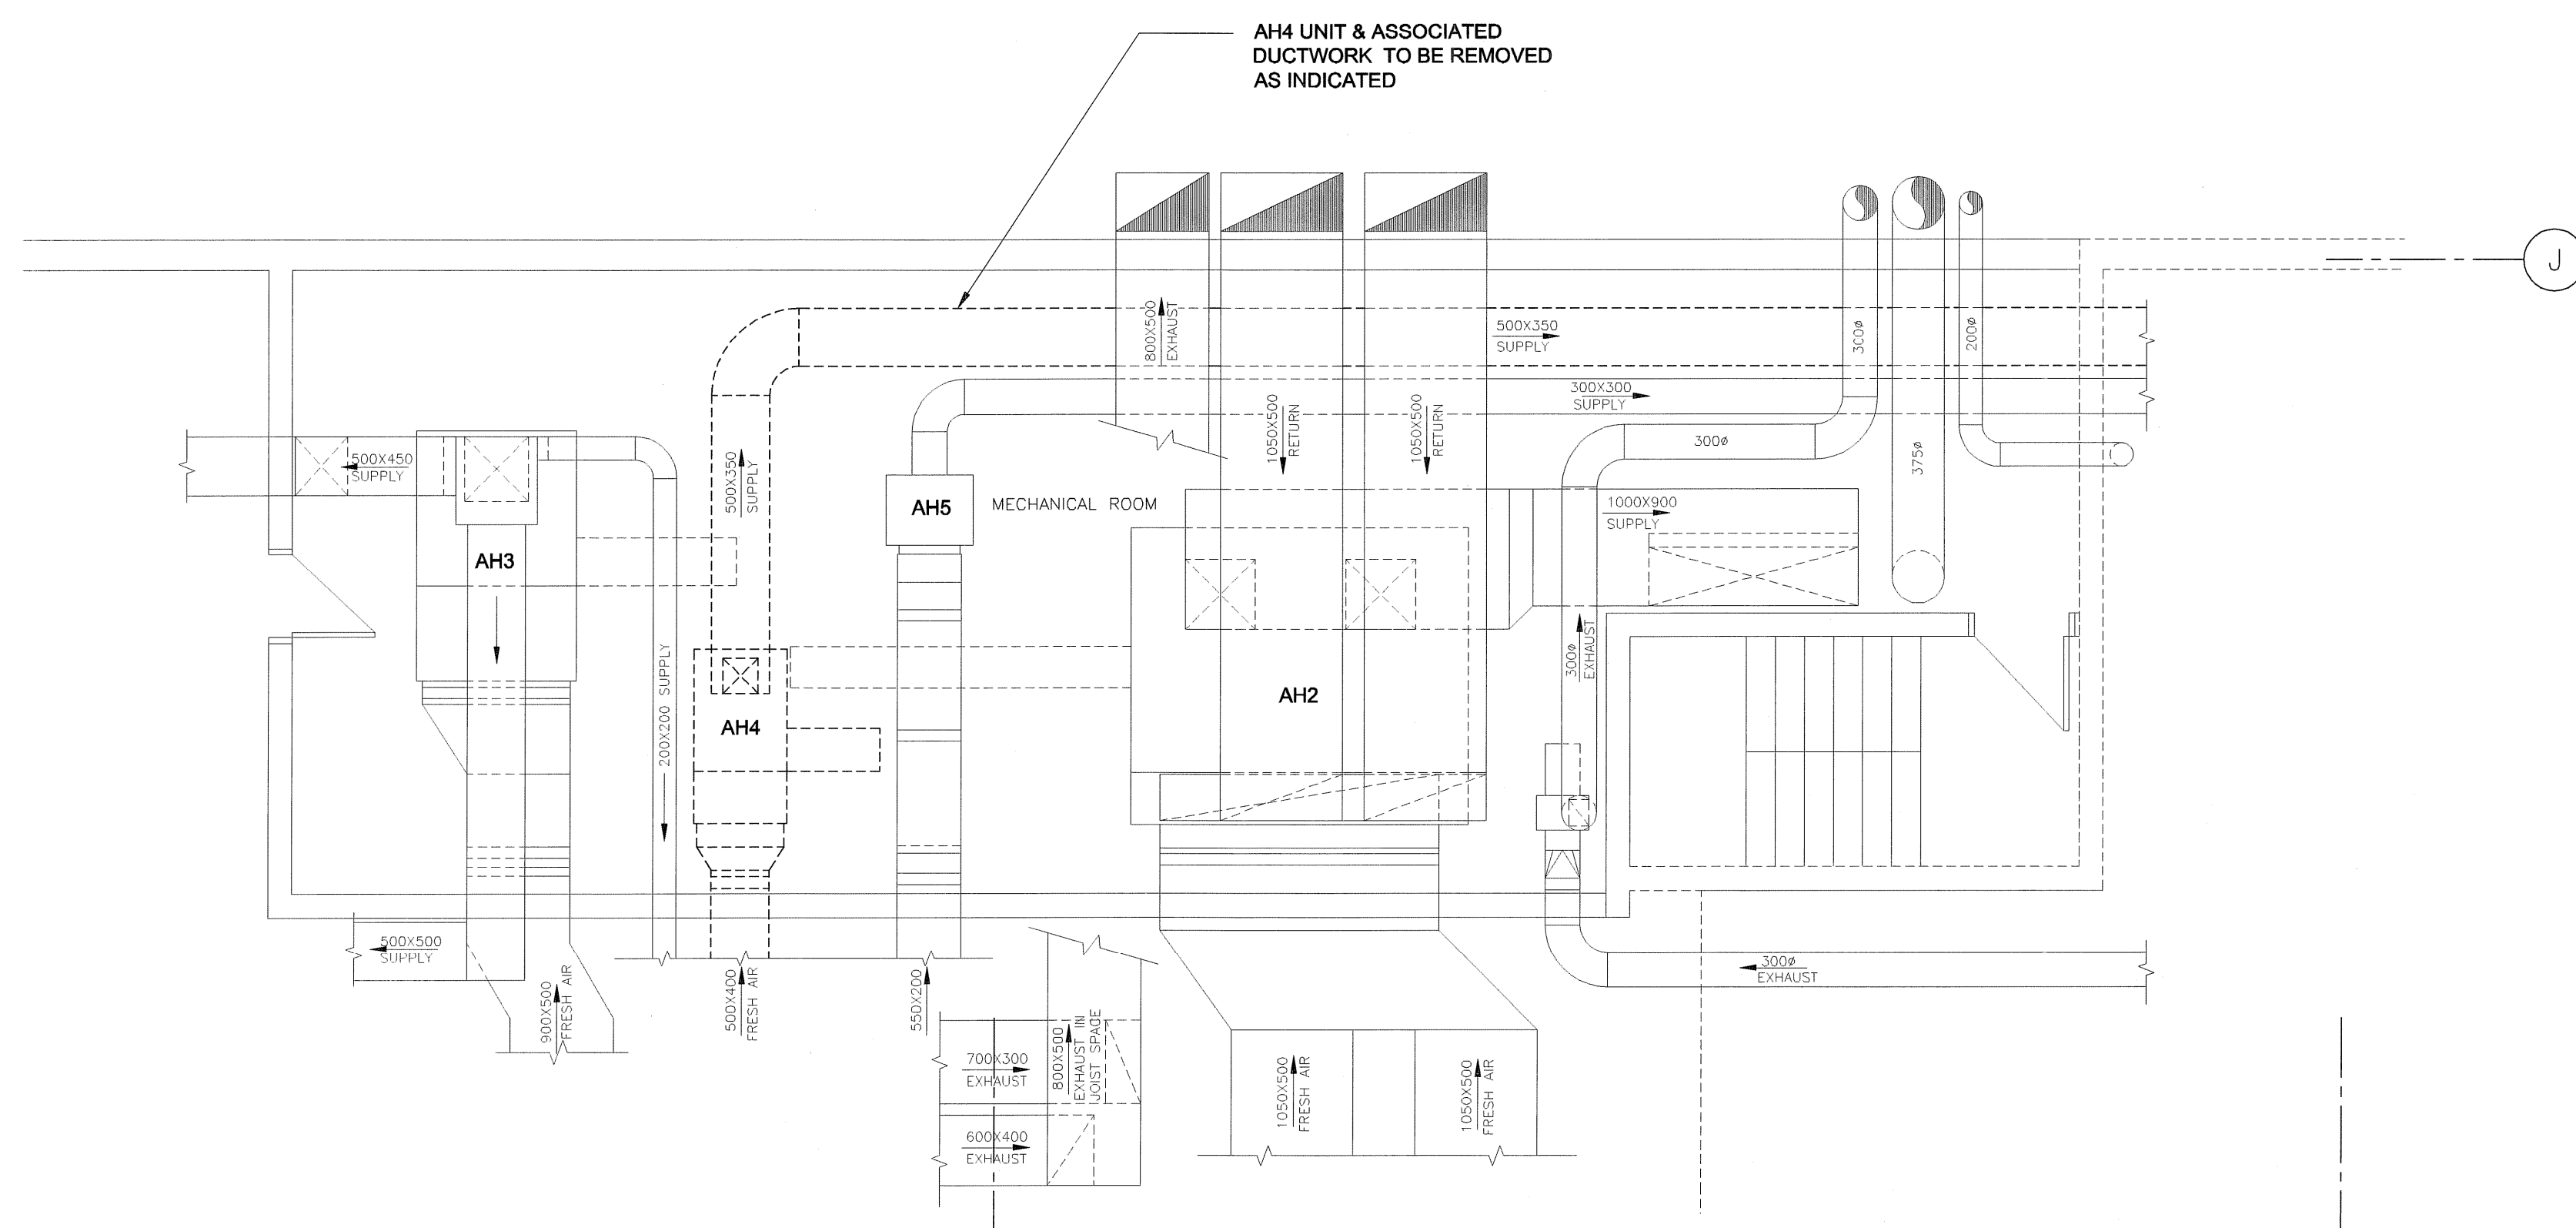 AH4 UNIT & ASSOCIATED
DUCTWORK TO BE REMOVED
AS INDICATED
J
800X500
EXHAUST
500X350
SUPPLY
300Ø
200Ø
300X300
SUPPLY
1050X500
RETURN
1050X500
RETURN
300Ø
375Ø
500X450
SUPPLY
500X350
SUPPLY
AH5
MECHANICAL ROOM
1000X900
SUPPLY
AH3
200X200 SUPPLY
300Ø
EXHAUST
AH4
AH2
500X500
SUPPLY
900X500
FRESH AIR
500X400
FRESH AIR
550X200
300Ø
EXHAUST
700X300
EXHAUST
800X500
EXHAUST IN
JOIST SPACE
1050X500
FRESH AIR
1050X500
FRESH AIR
600X400
EXHAUST